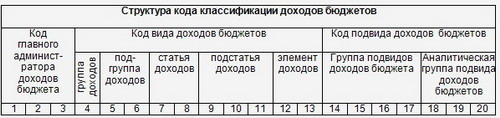 Структура кода классификации доходов бюджетов
Код главного админист-ратора доходов бюджета
Код вида доходов бюджетов
Код подвида доходов бюджетов
группа доходов
под-группа доходов
статья доходов
подстатья доходов
элемент доходов
Группа подвидов доходов бюджета
Аналитическая группа подвида доходов бюджетов
1 2 3 4 5 6 7 8 9 10 11 12 13 14 15 16 17 18 19 20